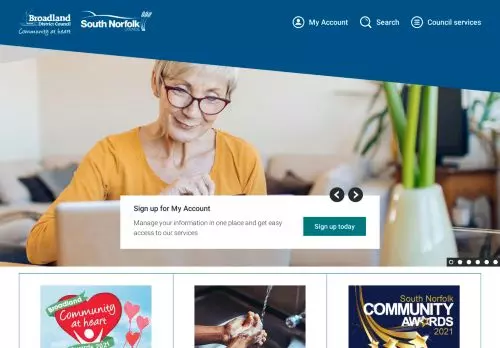 Broadland
District Council
Community at heart
South Norfolk
COUNCIL
My Account
Search
Council services
Sign up for My Account
Manage your information in one place and get easy
access to our services
Sign up today
Broadland
Community
at heart
2021
South Norfolk
COMMUNITY
AWARDS
2021